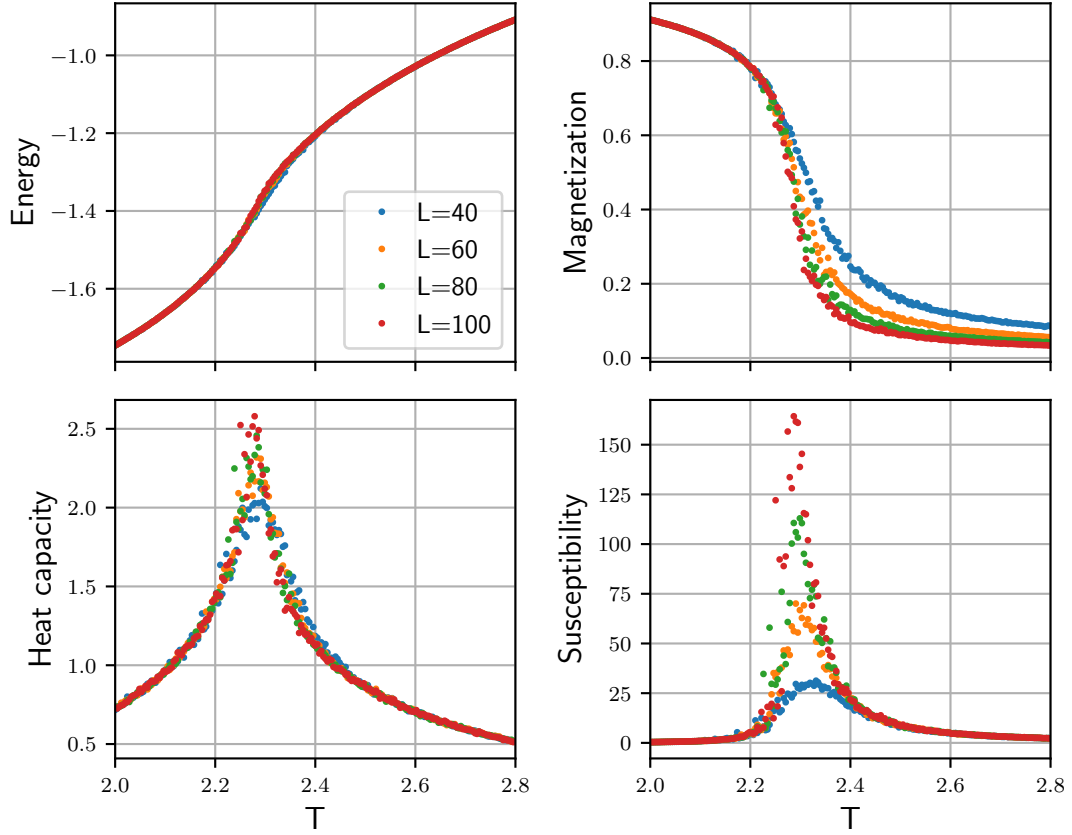 Energy
−1.0
−1.2
−1.4
−1.6
L=40
L=60
L=80
L=100
Magnetization
0.8
0.6
0.4
0.2
0.0
Heat capacity
2.5
2.0
1.5
1.0
0.5
2.0 2.2 2.4 2.6 2.8
T
Susceptibility
150
125
100
75
50
25
0
2.0 2.2 2.4 2.6 2.8
T